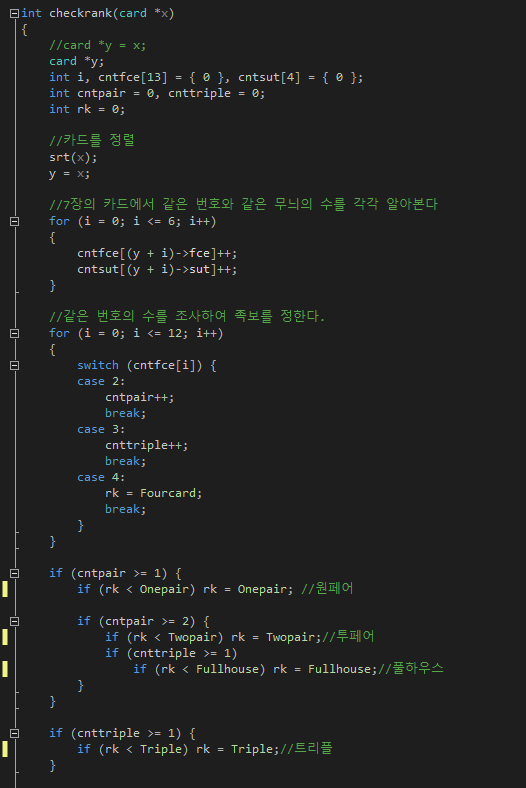 int checkrank(card *x)
{
    //card *y = x;
    card *y;
    int i, cntfce[13] = { 0 }, cntsut[4] = { 0 };
    int cntpair = 0, cnttriple = 0;
    int rk = 0;
    //카드를 정렬
    srt(x);
    y = x;
    //7장의 카드에서 같은 번호와 같은 무늬의 수를 각각 알아본다
    for (i = 0; i <= 6; i++)
    {
        cntfce[(y + i)->fce]++;
        cntsut[(y + i)->sut]++;
    }
    //같은 번호의 수를 조사하여 족보를 정한다.
    for (i = 0; i <= 12; i++)
    {
        switch (cntfce[i]) {
        case 2:
            cntpair++;
            break;
        case 3:
            cnttriple++;
            break;
        case 4:
            rk = Fourcard;
            break;
        }
    }
    if (cntpair >= 1) {
        if (rk < Onepair) rk = Onepair; //원페어
        if (cntpair >= 2) {
            if (rk < Twopair) rk = Twopair;//투페어
            if (cnttriple >= 1)
                if (rk < Fullhouse) rk = Fullhouse;//풀하우스
        }
    }
    if (cnttriple >= 1) {
        if (rk < Triple) rk = Triple;//트리플
    }